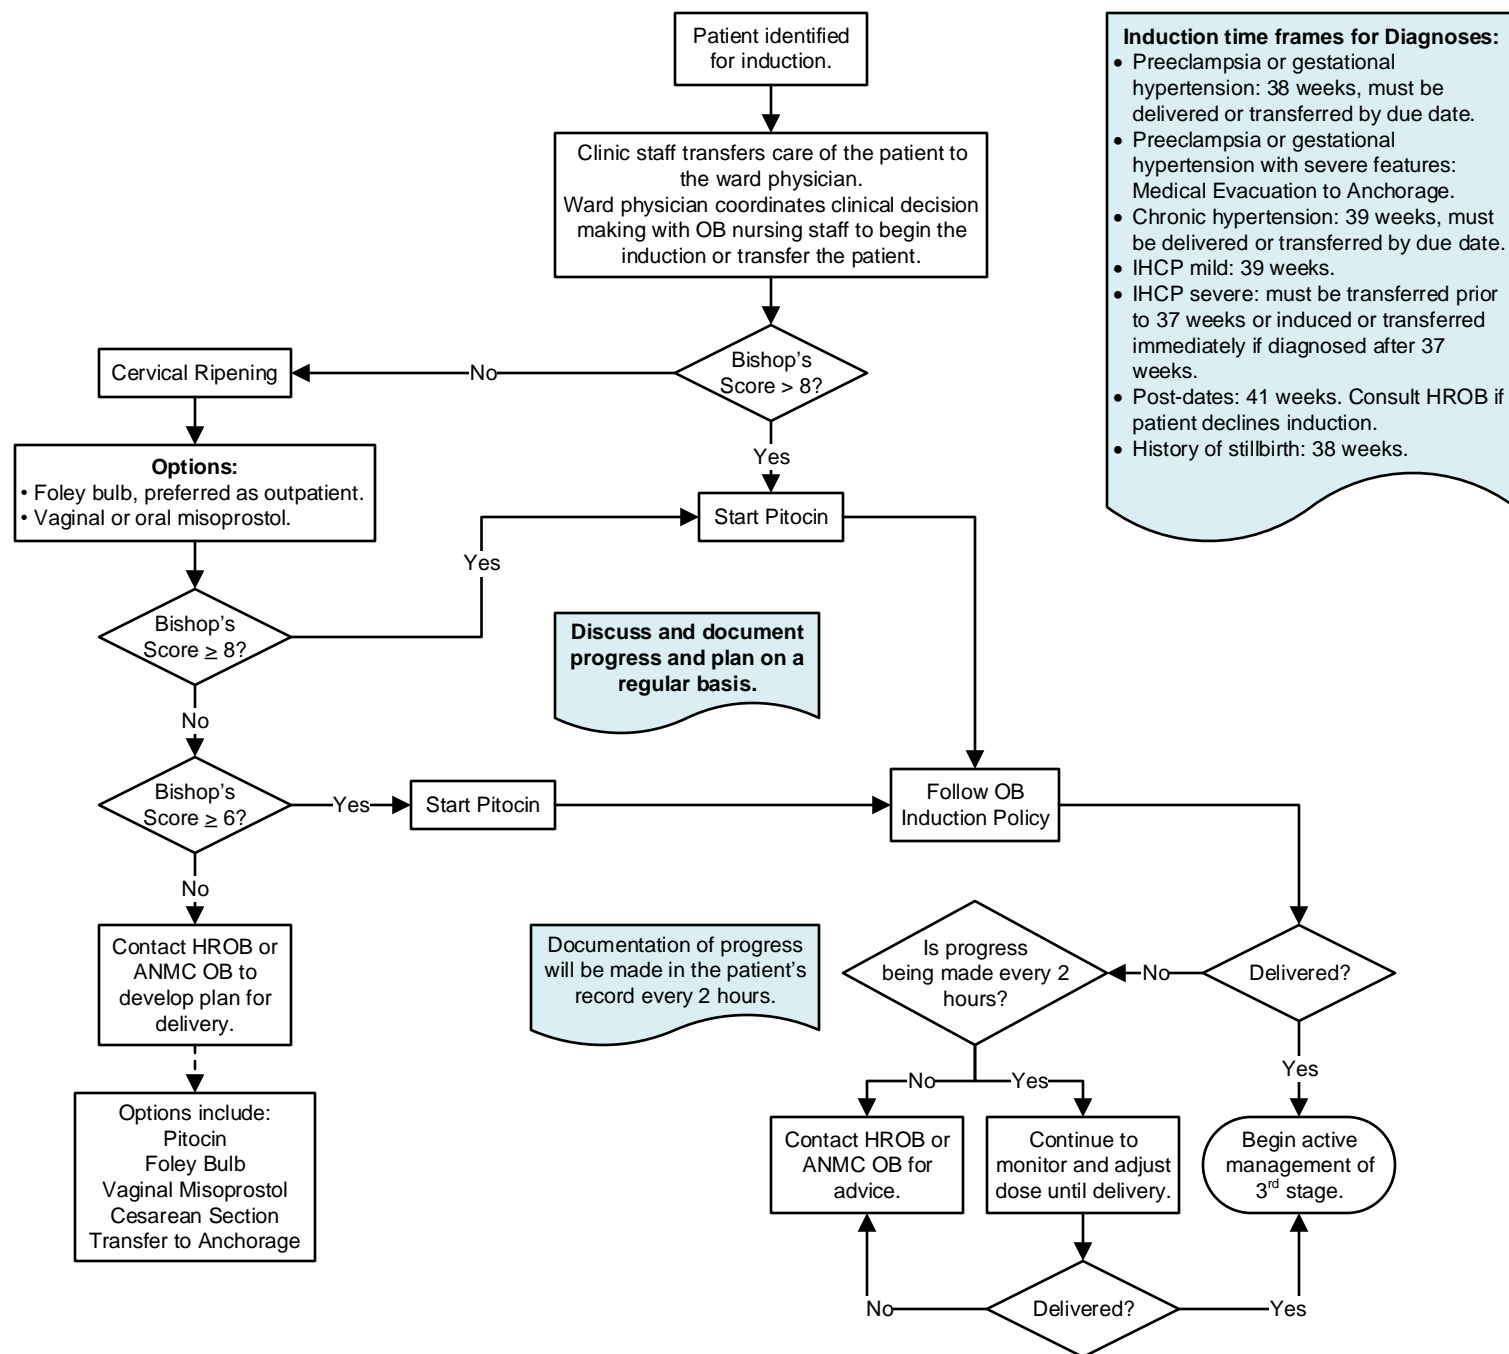 Patient identified
for induction.
Induction time frames for Diagnoses:
• Preeclampsia or gestational
hypertension: 38 weeks, must be
delivered or transferred by due date.
• Preeclampsia or gestational
hypertension with severe features:
Medical Evacuation to Anchorage.
• Chronic hypertension: 39 weeks, must
be delivered or transferred by due date.
• IHCP mild: 39 weeks.
• IHCP severe: must be transferred prior
to 37 weeks or induced or transferred
immediately if diagnosed after 37
weeks.
• Post-dates: 41 weeks. Consult HROB if
patient declines induction.
• History of stillbirth: 38 weeks.
Clinic staff transfers care of the patient to
the ward physician.
Ward physician coordinates clinical decision
making with OB nursing staff to begin the
induction or transfer the patient.
Bishop's
Score > 8?
No
Cervical Ripening
Yes
Options:
• Foley bulb, preferred as outpatient.
• Vaginal or oral misoprostol.
Start Pitocin
Yes
Bishop's
Score ≥ 8?
Discuss and document
progress and plan on a
regular basis.
No
Bishop's
Score ≥ 6?
Yes
Start Pitocin
Follow OB
Induction Policy
No
Contact HROB or
ANMC OB to
develop plan for
delivery.
Documentation of progress
will be made in the patient's
record every 2 hours.
Is progress
being made every 2
hours?
No
Delivered?
Yes
No
Yes
Options include:
Pitocin
Foley Bulb
Vaginal Misoprostol
Cesarean Section
Transfer to Anchorage
Contact HROB or
ANMC OB for
advice.
Continue to
monitor and adjust
dose until delivery.
Begin active
management of
3rd stage.
No
Delivered?
Yes